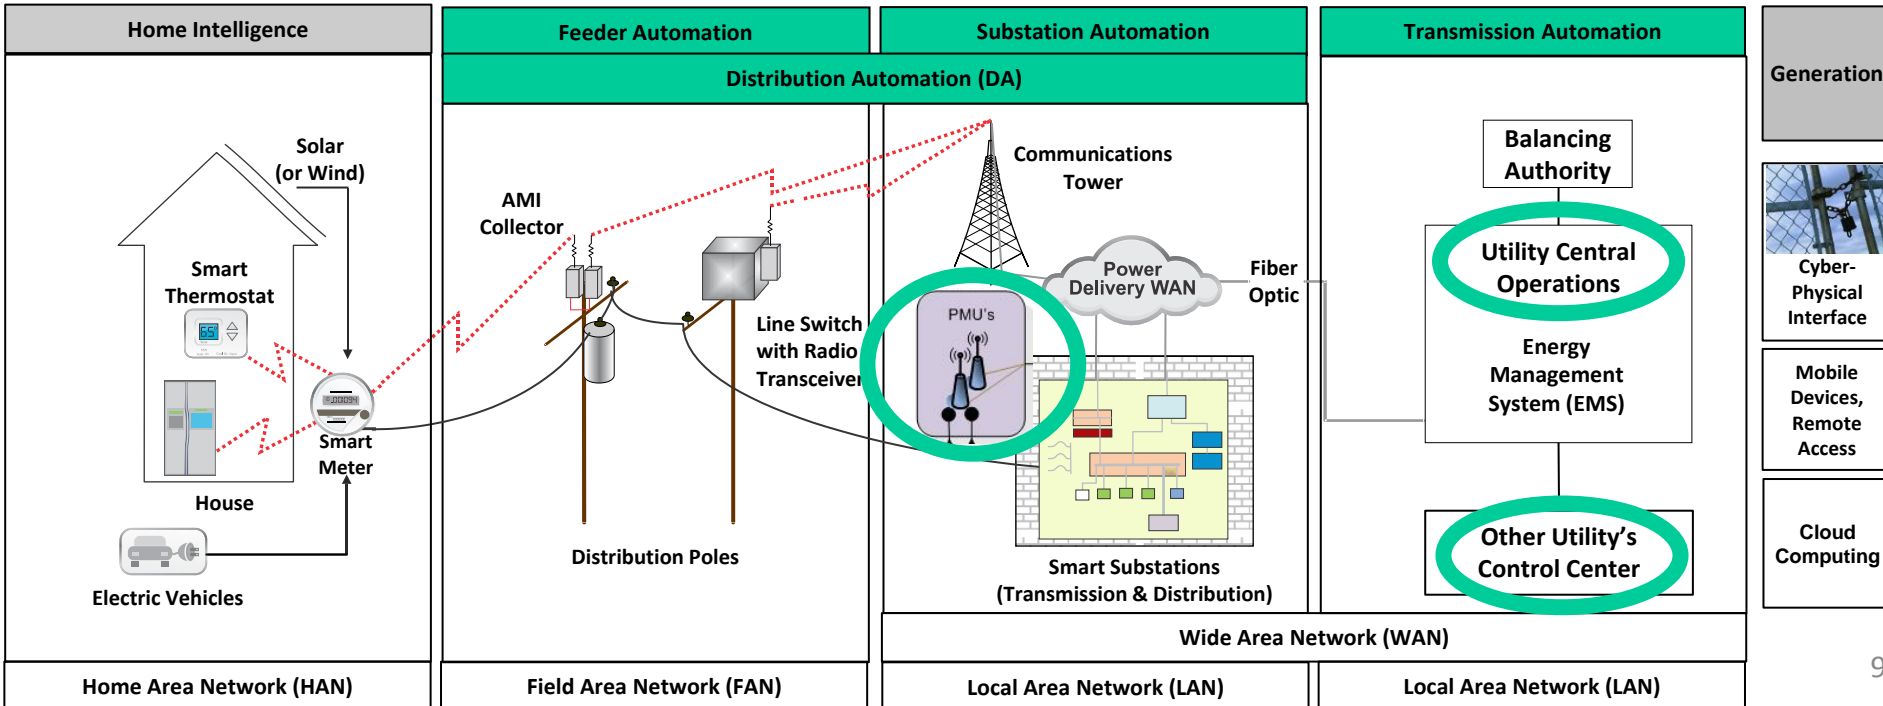 Home Intelligence
Feeder Automation
Substation Automation
Transmission Automation
Generation
Distribution Automation (DA)
Solar
(or Wind)
Smart
Thermostat
65°
Smart
Meter
House
Electric Vehicles
AMI
Collector
Line Switch
with Radio
Transceiver
Distribution Poles
Communications
Tower
Power
Delivery WAN
Fiber
Optic
PMU's
Smart Substations
(Transmission & Distribution)
Balancing
Authority
Utility Central
Operations
Energy
Management
System (EMS)
Other Utility’s
Control Center
Cyber-
Physical
Interface
Mobile
Devices,
Remote
Access
Cloud
Computing
Wide Area Network (WAN)
Home Area Network (HAN)
Field Area Network (FAN)
Local Area Network (LAN)
Local Area Network (LAN)
9